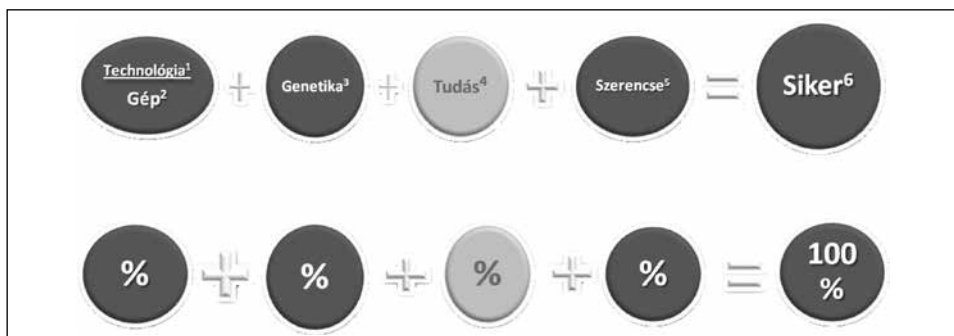 Technológia¹
Gép²
+ Genetika³ + Tudás⁴ + Szerencse⁵ = Siker⁶
% + % + % + % = 100
%